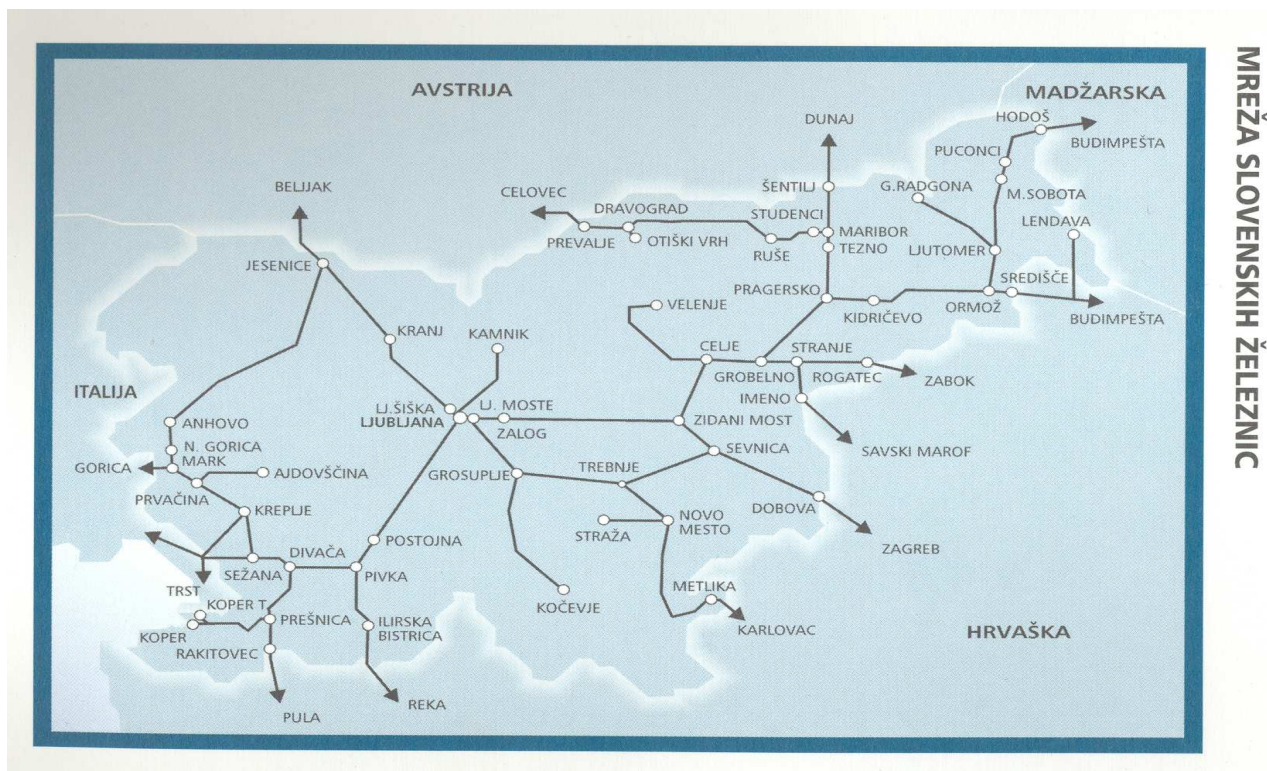 MREŽA SLOVENSKIH ŽELEZNIC
AVSTRIJA
MADŽARSKA
HODOŠ
BUDIMPEŠTA
DUNAJ
PUCONCI
BELJAK
CELOVEC
ŠENTILJ
G.RADGONA
M.SOBOTA
DRAVOGRAD
STUDENCI
LENDAVA
PREVALJE
OTIŠKI VRH
RUŠE
MARIBOR
TEZNO
LJUTOMER
JESENICE
SREDIŠČE
PRAGERSKO
VELENJE
KIDRIČEVO
ORMOŽ
BUDIMPEŠTA
KRANJ
KAMNIK
CELJE
STRANJE
GROBELNO
ROGATEC
ZABOK
ITALIJA
IMENO
LJ.ŠIŠKA
LJ. MOSTE
LJUBLJANA
ZALOG
ZIDANI MOST
ANHOVO
N. GORICA
MARK
SEVNICA
SAVSKI MAROF
GORICA
AJDOVŠČINA
GROSUPLJE
TREBNJE
PRVAČINA
KREPLJE
DOBOVA
NOVO
MESTO
STRAŽA
POSTOJNA
ZAGREB
DIVAČA
SEŽANA
PIVKA
TRST
METLIKA
KOPER T.
KOČEVJE
PREŠNICA
ILIRSKA
BISTRICA
KOPER
KARLOVAC
HRVAŠKA
RAKITOVEC
REKA
PULA